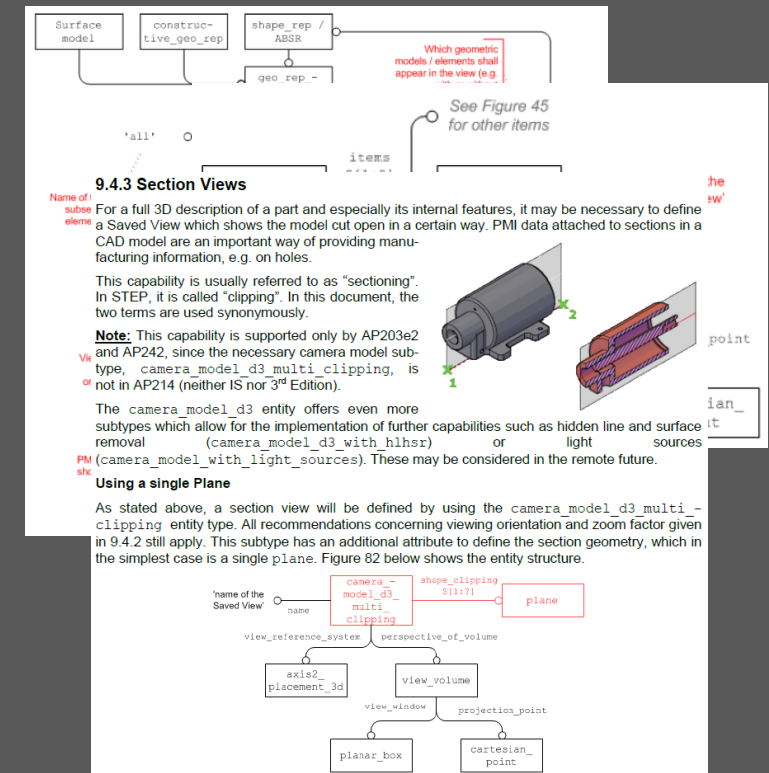 Surface
model
construc-
tive_geo_rep
shape_rep /
ABSR
geo_rep_-
Which geometric
models / elements shall
appear in the view (e.g.
See Figure 45
for other items
'all'
items
9.4.3 Section Views
Name of
subse
eleme
For a full 3D description of a part and especially its internal features, it may be necessary to define
a Saved View which shows the model cut open in a certain way. PMI data attached to sections in a
CAD model are an important way of providing manu-
facturing information, e.g. on holes.
This capability is usually referred to as “sectioning”.
In STEP, it is called “clipping”. In this document, the
two terms are used synonymously.
Note: This capability is supported only by AP203e2
and AP242, since the necessary camera model sub-
type, camera_model_d3_multi_clipping, is
not in AP214 (neither IS nor 3rd Edition).
1
2
point
ian_
The camera_model_d3 entity offers even more
subtypes which allow for the implementation of further capabilities such as hidden line and surface
removal (camera_model_d3_with_hlhsr) or light sources
(camera_model_with_light_sources). These may be considered in the remote future.
PM
Using a single Plane
As stated above, a section view will be defined by using the camera_model_d3_multi_-
clipping entity type. All recommendations concerning viewing orientation and zoom factor given
in 9.4.2 still apply. This subtype has an additional attribute to define the section geometry, which in
the simplest case is a single plane. Figure 82 below shows the entity structure.
'name of the
Saved View'
name
camera_-
model_d3_
multi_
clipping
shape_clipping
S[1:?]
plane
view_reference_system
perspective_of_volume
axis2_
placement_3d
view_volume
view_window
projection_point
planar_box
cartesian_
point